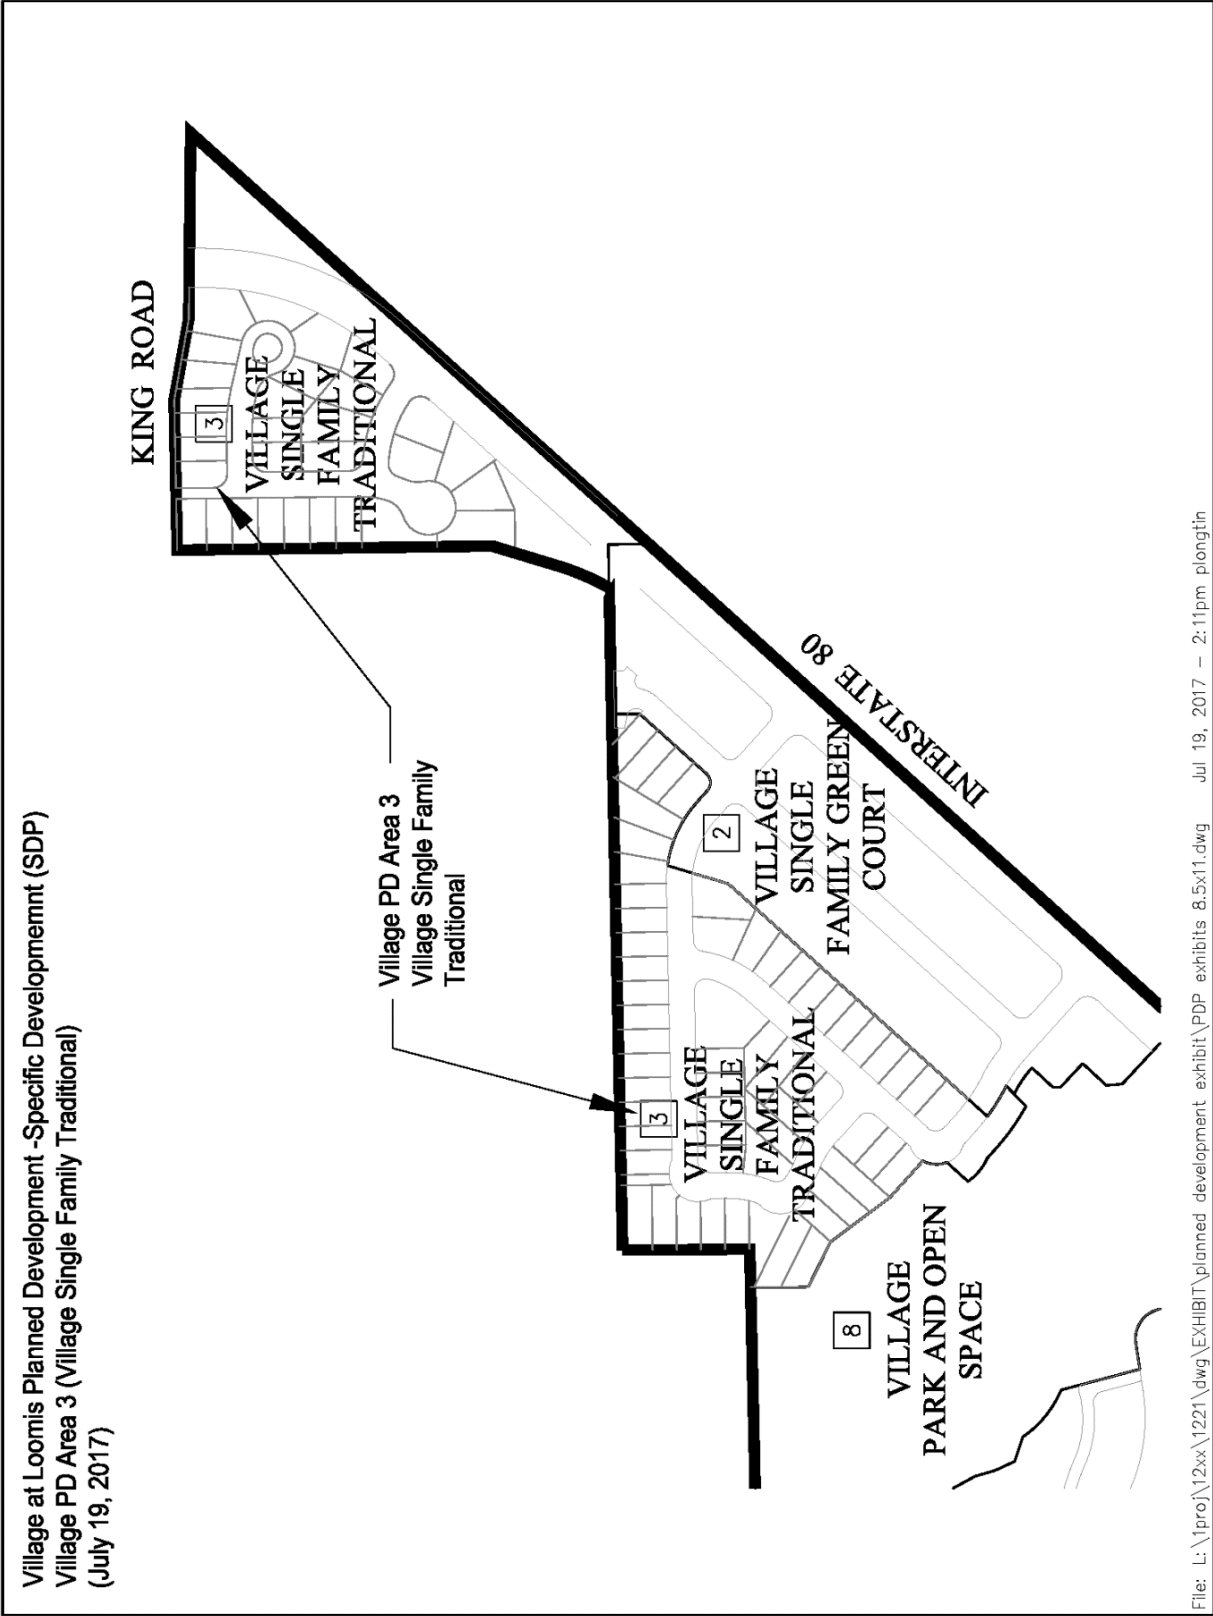 Village at Loomis Planned Development -Specific Developmemnt (SDP)
Village PD Area 3 (Village Single Family Traditional)
(July 19, 2017)
KING ROAD
3
VILLAGE
SINGLE
FAMILY
TRADITIONAL
Village PD Area 3
Village Single Family
Traditional
INTERSTATE 80
2
VILLAGE
SINGLE
FAMILY GREEN
COURT
3
VILLAGE
SINGLE
FAMILY
TRADITIONAL
8
VILLAGE
PARK AND OPEN
SPACE
File: L:\1proj\12xx\1221\dwg\EXHIBIT\planned development exhibit\PDP exhibits 8.5x11.dwg Jul 19, 2017 - 2:11pm plongtin